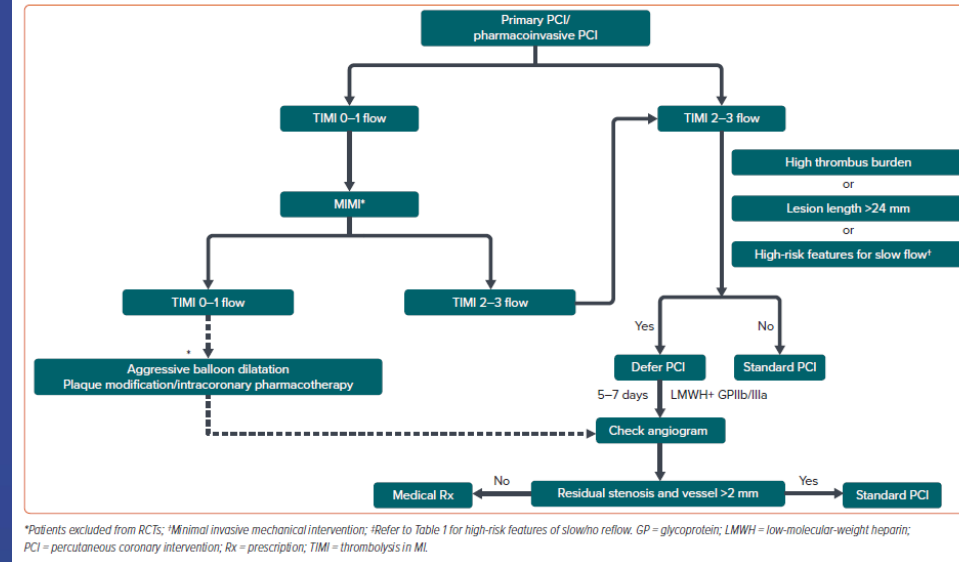 Primary PCI/
pharmacoinvasive PCI
TIMI 0–1 flow
TIMI 2–3 flow
High thrombus burden
or
Lesion length >24 mm
or
High-risk features for slow flow†
MIMI*
TIMI 0–1 flow
TIMI 2–3 flow
Yes
No
*
Aggressive balloon dilatation
Plaque modification/intracoronary pharmacotherapy
Defer PCI
Standard PCI
5–7 days
LMWH+ GPIIb/IIIa
Check angiogram
No
Yes
Medical Rx
Residual stenosis and vessel >2 mm
Standard PCI
*Patients excluded from RCTs; †Minimal invasive mechanical intervention; ‡Refer to Table 1 for high-risk features of slow/no reflow. GP = glycoprotein; LMWH = low-molecular-weight heparin;
PCI = percutaneous coronary intervention; Rx = prescription; TIMI = thrombolysis in MI.